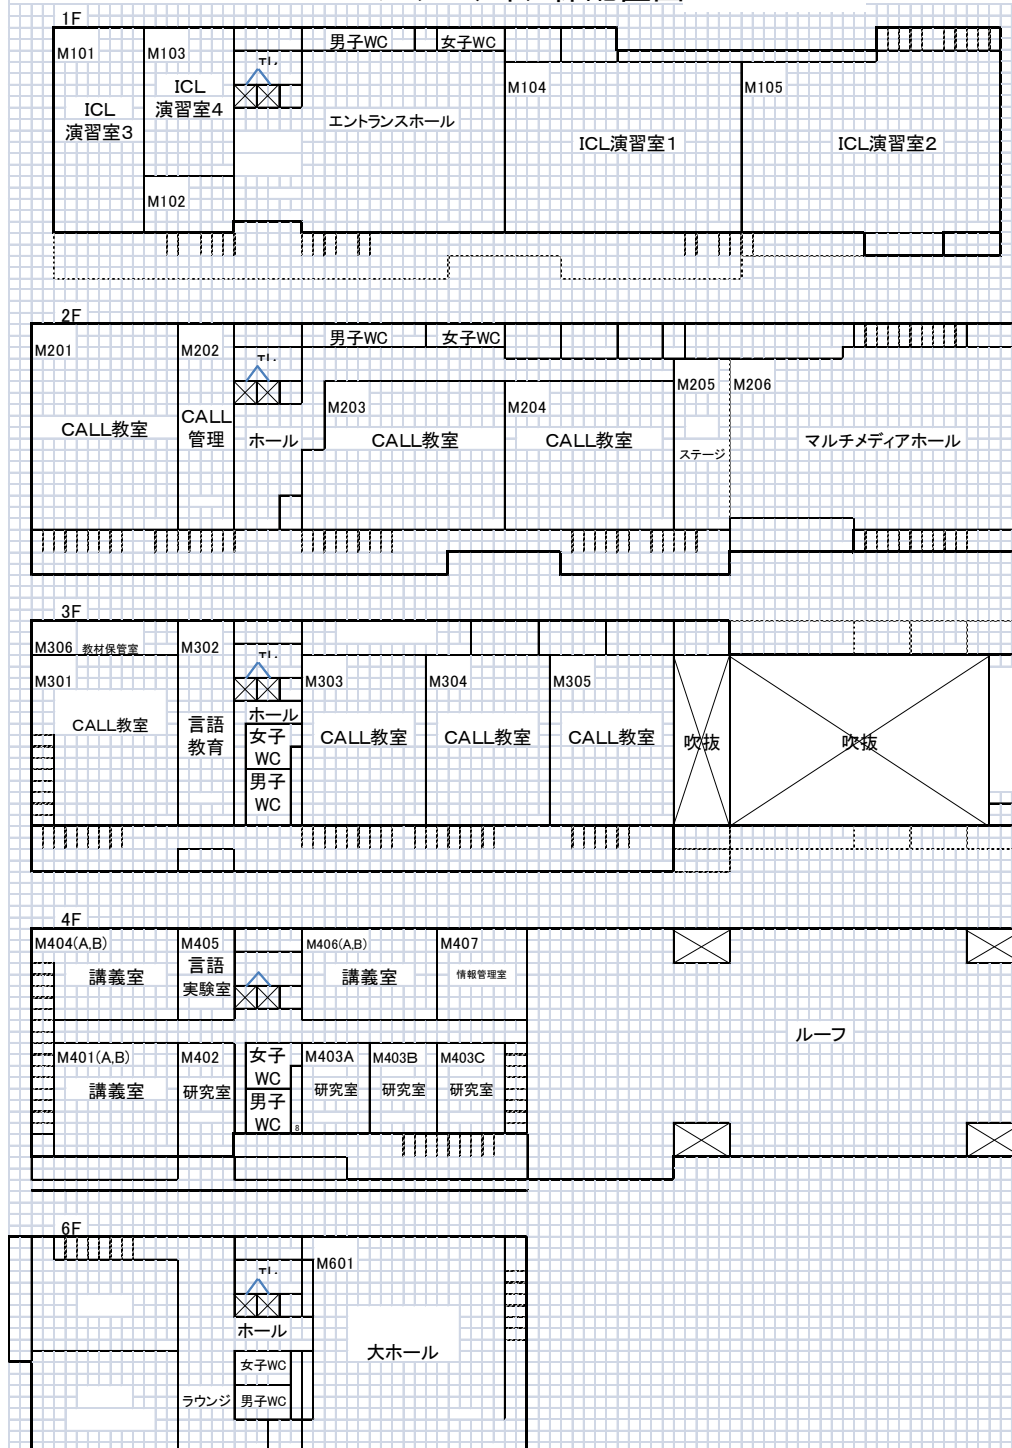 1F
男子WC 女子WC
M101 M103
ICL
演習室4
M104 M105
ICL
演習室3
エントランスホール
ICL演習室1 ICL演習室2
M102
2F
男子WC 女子WC
M201 M202
M205 M206
M203 M204
CALL教室
CALL
管理
ホール
CALL教室 CALL教室
ステージ
マルチメディアホール
3F
M306 教材保管室 M302
M301 M303 M304 M305
CALL教室
言語
教育
ホール
女子
WC
男子
WC
CALL教室 CALL教室 CALL教室
吹抜 吹抜
4F
M404(A,B) M405 M406(A,B) M407
講義室
言語
実験室
講義室
情報管理室
ルーフ
M401(A,B) M402
女子
WC
M403A M403B M403C
講義室 研究室
男子
WC
8
研究室 研究室 研究室
6F
M601
ホール
大ホール
女子WC
ラウンジ 男子WC